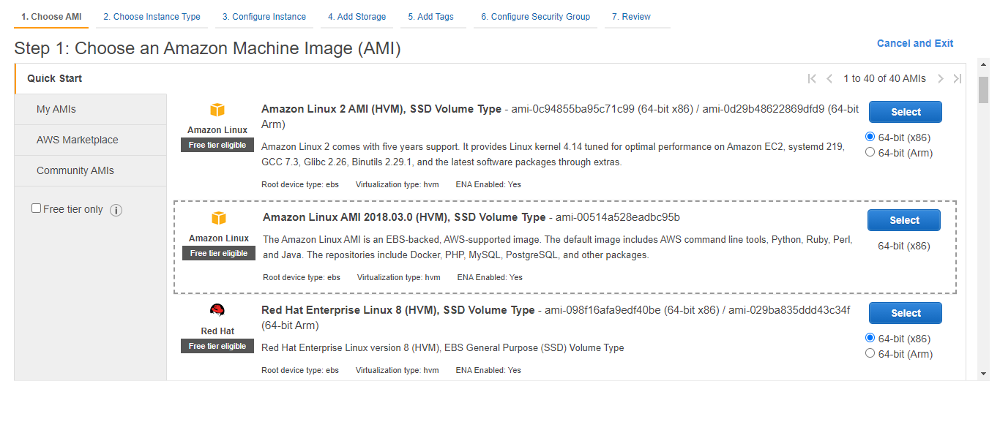 1. Choose AMI 2. Choose Instance Type 3. Configure Instance 4. Add Storage 5. Add Tags 6. Configure Security Group 7. Review
Step 1: Choose an Amazon Machine Image (AMI)
Cancel and Exit
Quick Start
1 to 40 of 40 AMIs
My AMIs
AWS Marketplace
Community AMIs
Free tier only
Amazon Linux
Free tier eligible
Amazon Linux 2 AMI (HVM), SSD Volume Type - ami-0c94855ba95c71c99 (64-bit x86) / ami-0d29b48622869dfd9 (64-bit
Arm)
Amazon Linux 2 comes with five years support. It provides Linux kernel 4.14 tuned for optimal performance on Amazon EC2, systemd 219,
GCC 7.3, Glibc 2.26, Binutils 2.29.1, and the latest software packages through extras.
Root device type: ebs Virtualization type: hvm ENA Enabled: Yes
Select
64-bit (x86)
64-bit (Arm)
Amazon Linux
Free tier eligible
Amazon Linux AMI 2018.03.0 (HVM), SSD Volume Type - ami-00514a528eadbc95b
The Amazon Linux AMI is an EBS-backed, AWS-supported image. The default image includes AWS command line tools, Python, Ruby, Perl,
and Java. The repositories include Docker, PHP, MySQL, PostgreSQL, and other packages.
Root device type: ebs Virtualization type: hvm ENA Enabled: Yes
Select
64-bit (x86)
Red Hat
Free tier eligible
Red Hat Enterprise Linux 8 (HVM), SSD Volume Type - ami-098f16afa9edf40be (64-bit x86) / ami-029ba835ddd43c34f
(64-bit Arm)
Red Hat Enterprise Linux version 8 (HVM), EBS General Purpose (SSD) Volume Type
Root device type: ebs Virtualization type: hvm ENA Enabled: Yes
Select
64-bit (x86)
64-bit (Arm)